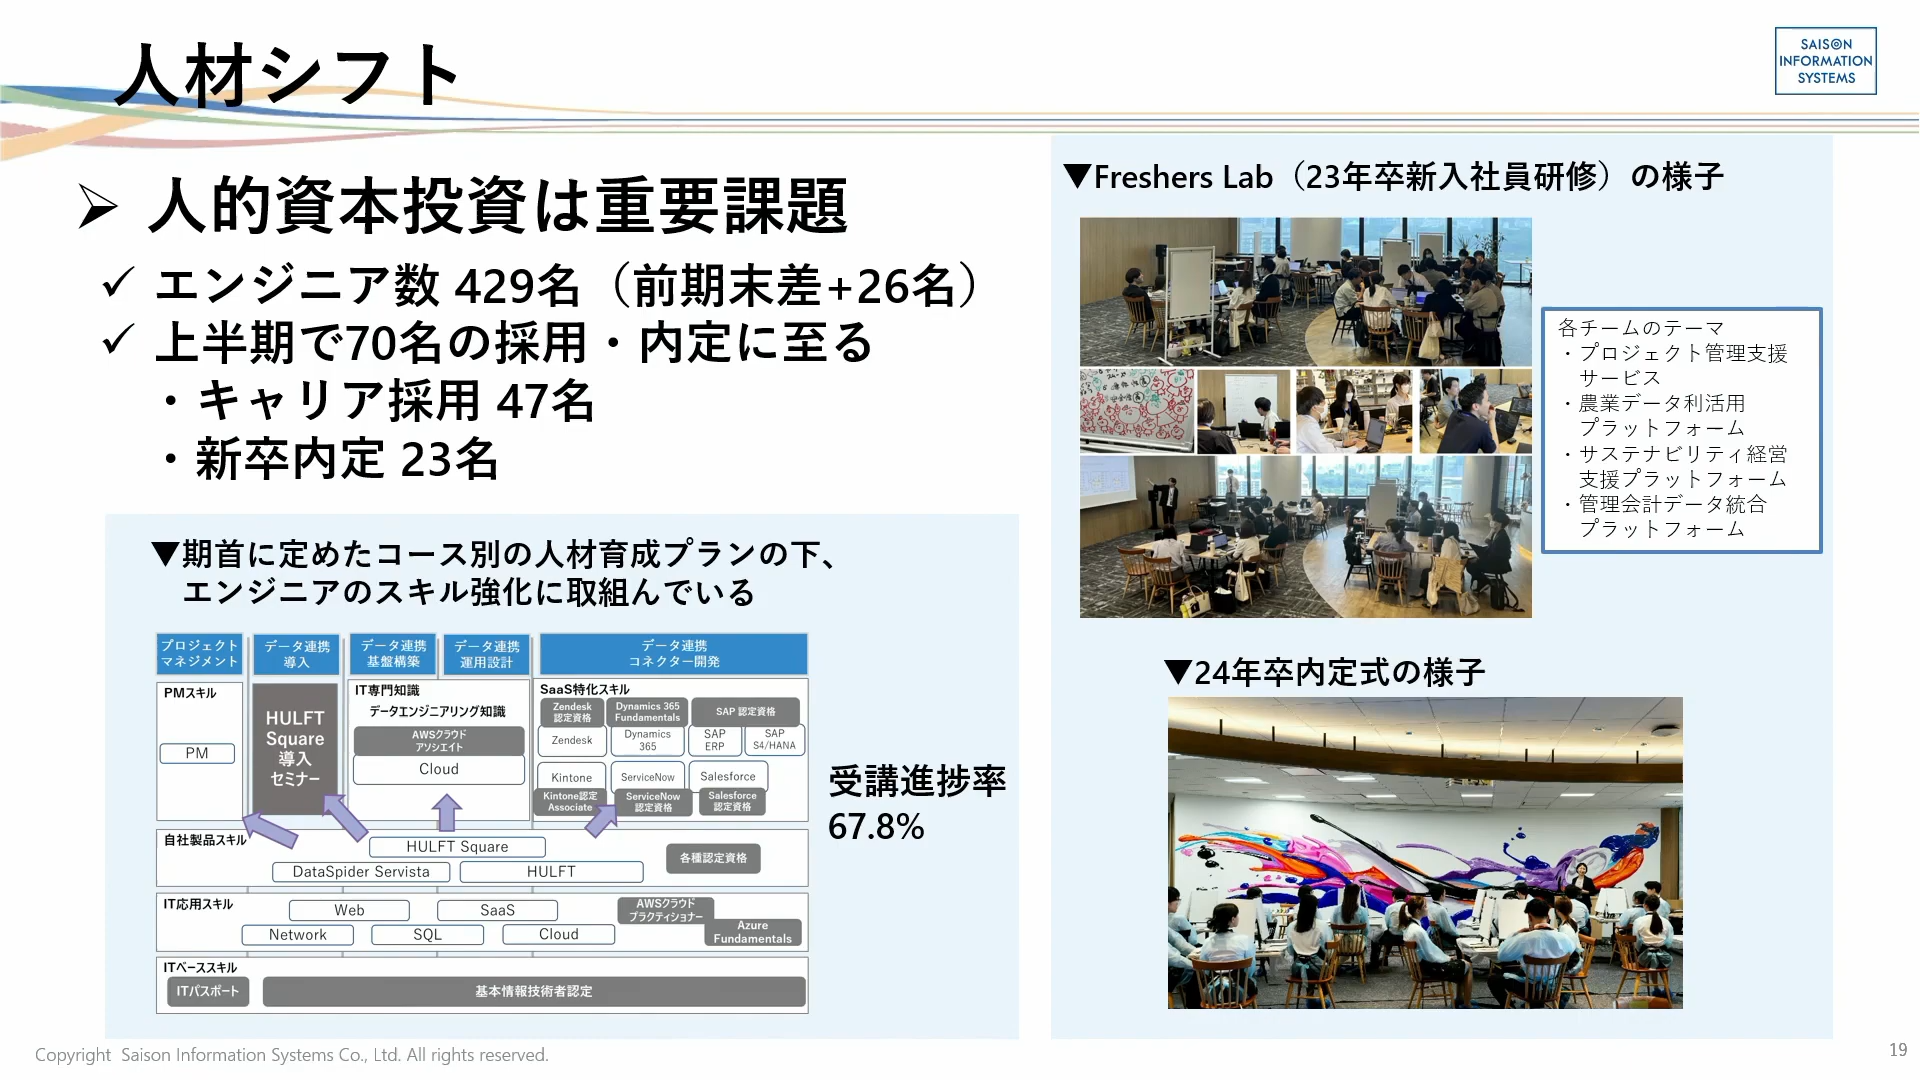 人材シフト
SAISON
INFORMATION
SYSTEMS
➢ 人的資本投資は重要課題
✓ エンジニア数 429名（前期末差+26名）
✓ 上半期で70名の採用・内定に至る
・キャリア採用 47名
・新卒内定 23名
▼期首に定めたコース別の人材育成プランの下、
エンジニアのスキル強化に取組んでいる
プロジェクト
マネジメント
データ連携
導入
データ連携
基盤構築
データ連携
運用設計
データ連携
コネクター開発
PMスキル
PM
HULFT
Square
導入
セミナー
IT専門知識
データエンジニアリング知識
AWSクラウド
アソシエイト
Cloud
SaaS特化スキル
Zendesk
認定資格
Dynamics 365
Fundamentals
SAP 認定資格
Zendesk
Dynamics
365
SAP
ERP
SAP
S4/HANA
Kintone
ServiceNow
Salesforce
Kintone認定
Associate
ServiceNow
認定資格
Salesforce
認定資格
受講進捗率
67.8%
自社製品スキル
HULFT Square
DataSpider Servista
HULFT
各種認定資格
IT応用スキル
Web
SaaS
AWSクラウド
プラクティショナー
Network
SQL
Cloud
Azure
Fundamentals
ITベーススキル
ITパスポート
基本情報技術者認定
▼Freshers Lab（23年卒新入社員研修）の様子
各チームのテーマ
・プロジェクト管理支援
サービス
・農業データ利活用
プラットフォーム
・サステナビリティ経営
支援プラットフォーム
・管理会計データ統合
プラットフォーム
▼24年卒内定式の様子
Copyright Saison Information Systems Co., Ltd. All rights reserved.
19